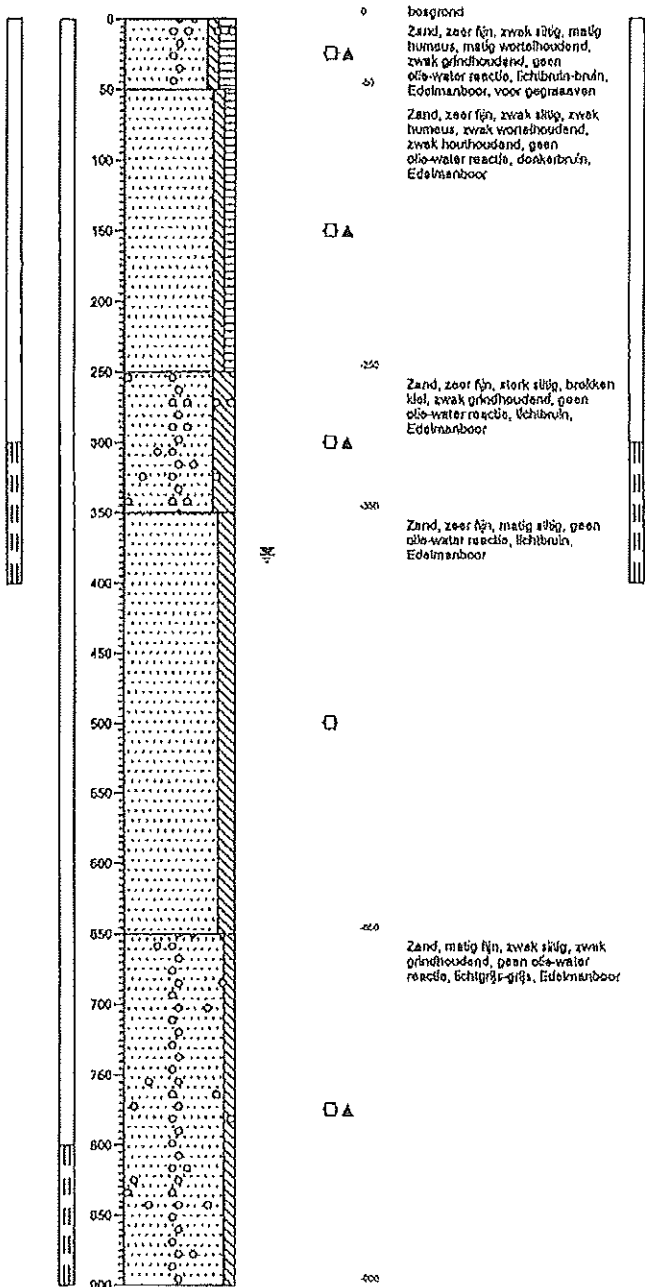 0
0
bosgrond
Zand, zeer fijn, zwak siltig, matig
humeus, matig wortelhoudend,
zwak grindhoudend, geen
olie-water reactie, lichtbruin-bruin,
Edelmanboor, voor gegraaven
50
-50
Zand, zeer fijn, zwak siltig, zwak
humeus, zwak wortelhoudend,
zwak houthoudend, geen
olie-water reactie, donkerbruin,
Edelmanboor
100
150
200
250
-250
Zand, zeer fijn, sterk siltig, brokken
klei, zwak grindhoudend, geen
olie-water reactie, lichtbruin,
Edelmanboor
300
350
-350
Zand, zeer fijn, matig siltig, geen
olie-water reactie, lichtbruin,
Edelmanboor
400
450
500
550
600
650
-650
Zand, matig fijn, zwak siltig, zwak
grindhoudend, geen olie-water
reactie, lichtgrijs-grijs, Edelmanboor
700
750
800
850
900
-900